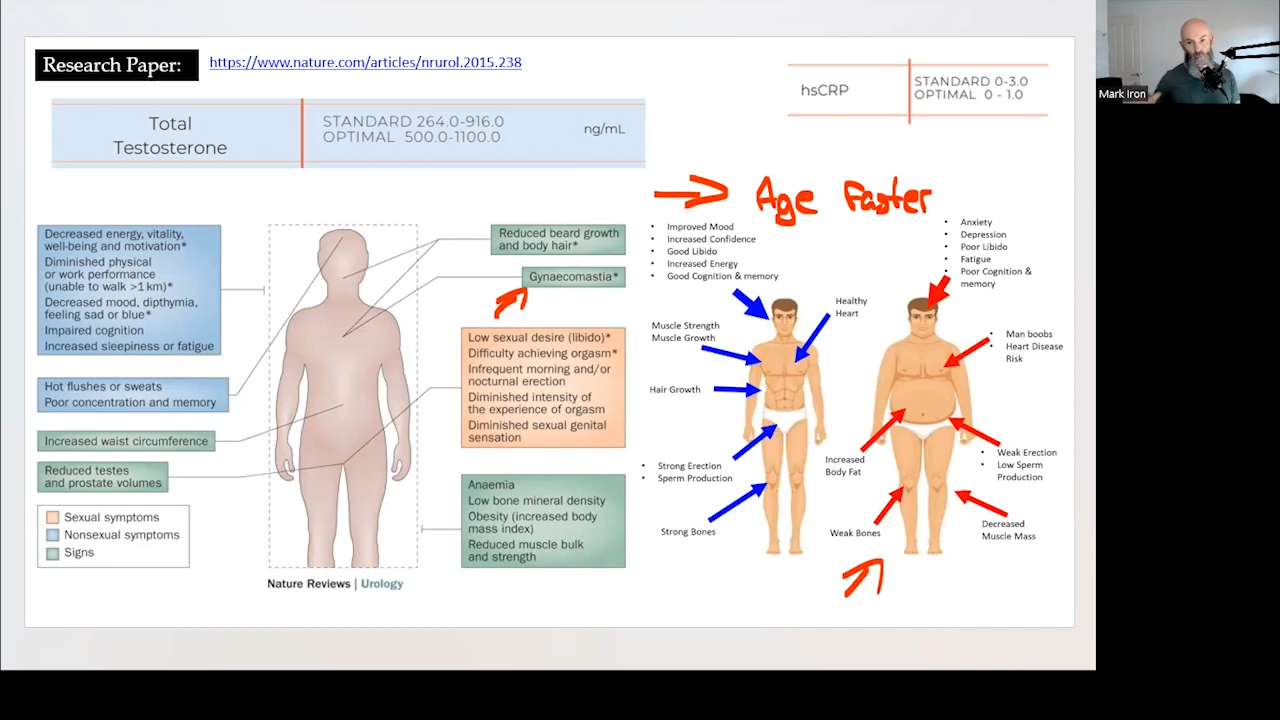 Research Paper:
https://www.nature.com/articles/nrurol.2015.238
Total
Testosterone
STANDARD 264.0-916.0
OPTIMAL 500.0-1100.0
ng/mL
hsCRP
STANDARD 0-3.0
OPTIMAL 0 - 1.0
Mark Iron
Age Faster
Decreased energy, vitality,
well-being and motivation*
Diminished physical
or work performance
(unable to walk >1 km)*
Decreased mood, dipthymia,
feeling sad or blue*
Impaired cognition
Increased sleepiness or fatigue
Hot flushes or sweats
Poor concentration and memory
Increased waist circumference
Reduced testes
and prostate volumes
Sexual symptoms
Nonsexual symptoms
Signs
Reduced beard growth
and body hair*
Gynaecomastia*
Low sexual desire (libido)*
Difficulty achieving orgasm*
Infrequent morning and/or
nocturnal erection
Diminished intensity of
the experience of orgasm
Diminished sexual genital
sensation
Anaemia
Low bone mineral density
Obesity (increased body
mass index)
Reduced muscle bulk
and strength
Nature Reviews | Urology
• Improved Mood
• Increased Confidence
• Good Libido
• Increased Energy
• Good Cognition & memory
Healthy
Heart
Muscle Strength
Muscle Growth
Hair Growth
• Strong Erection
• Sperm Production
Strong Bones
• Anxiety
• Depression
• Poor Libido
• Fatigue
• Poor Cognition &
memory
• Man boobs
• Heart Disease
Risk
Increased
Body Fat
• Weak Erection
• Low Sperm
Production
Weak Bones
Decreased
Muscle Mass